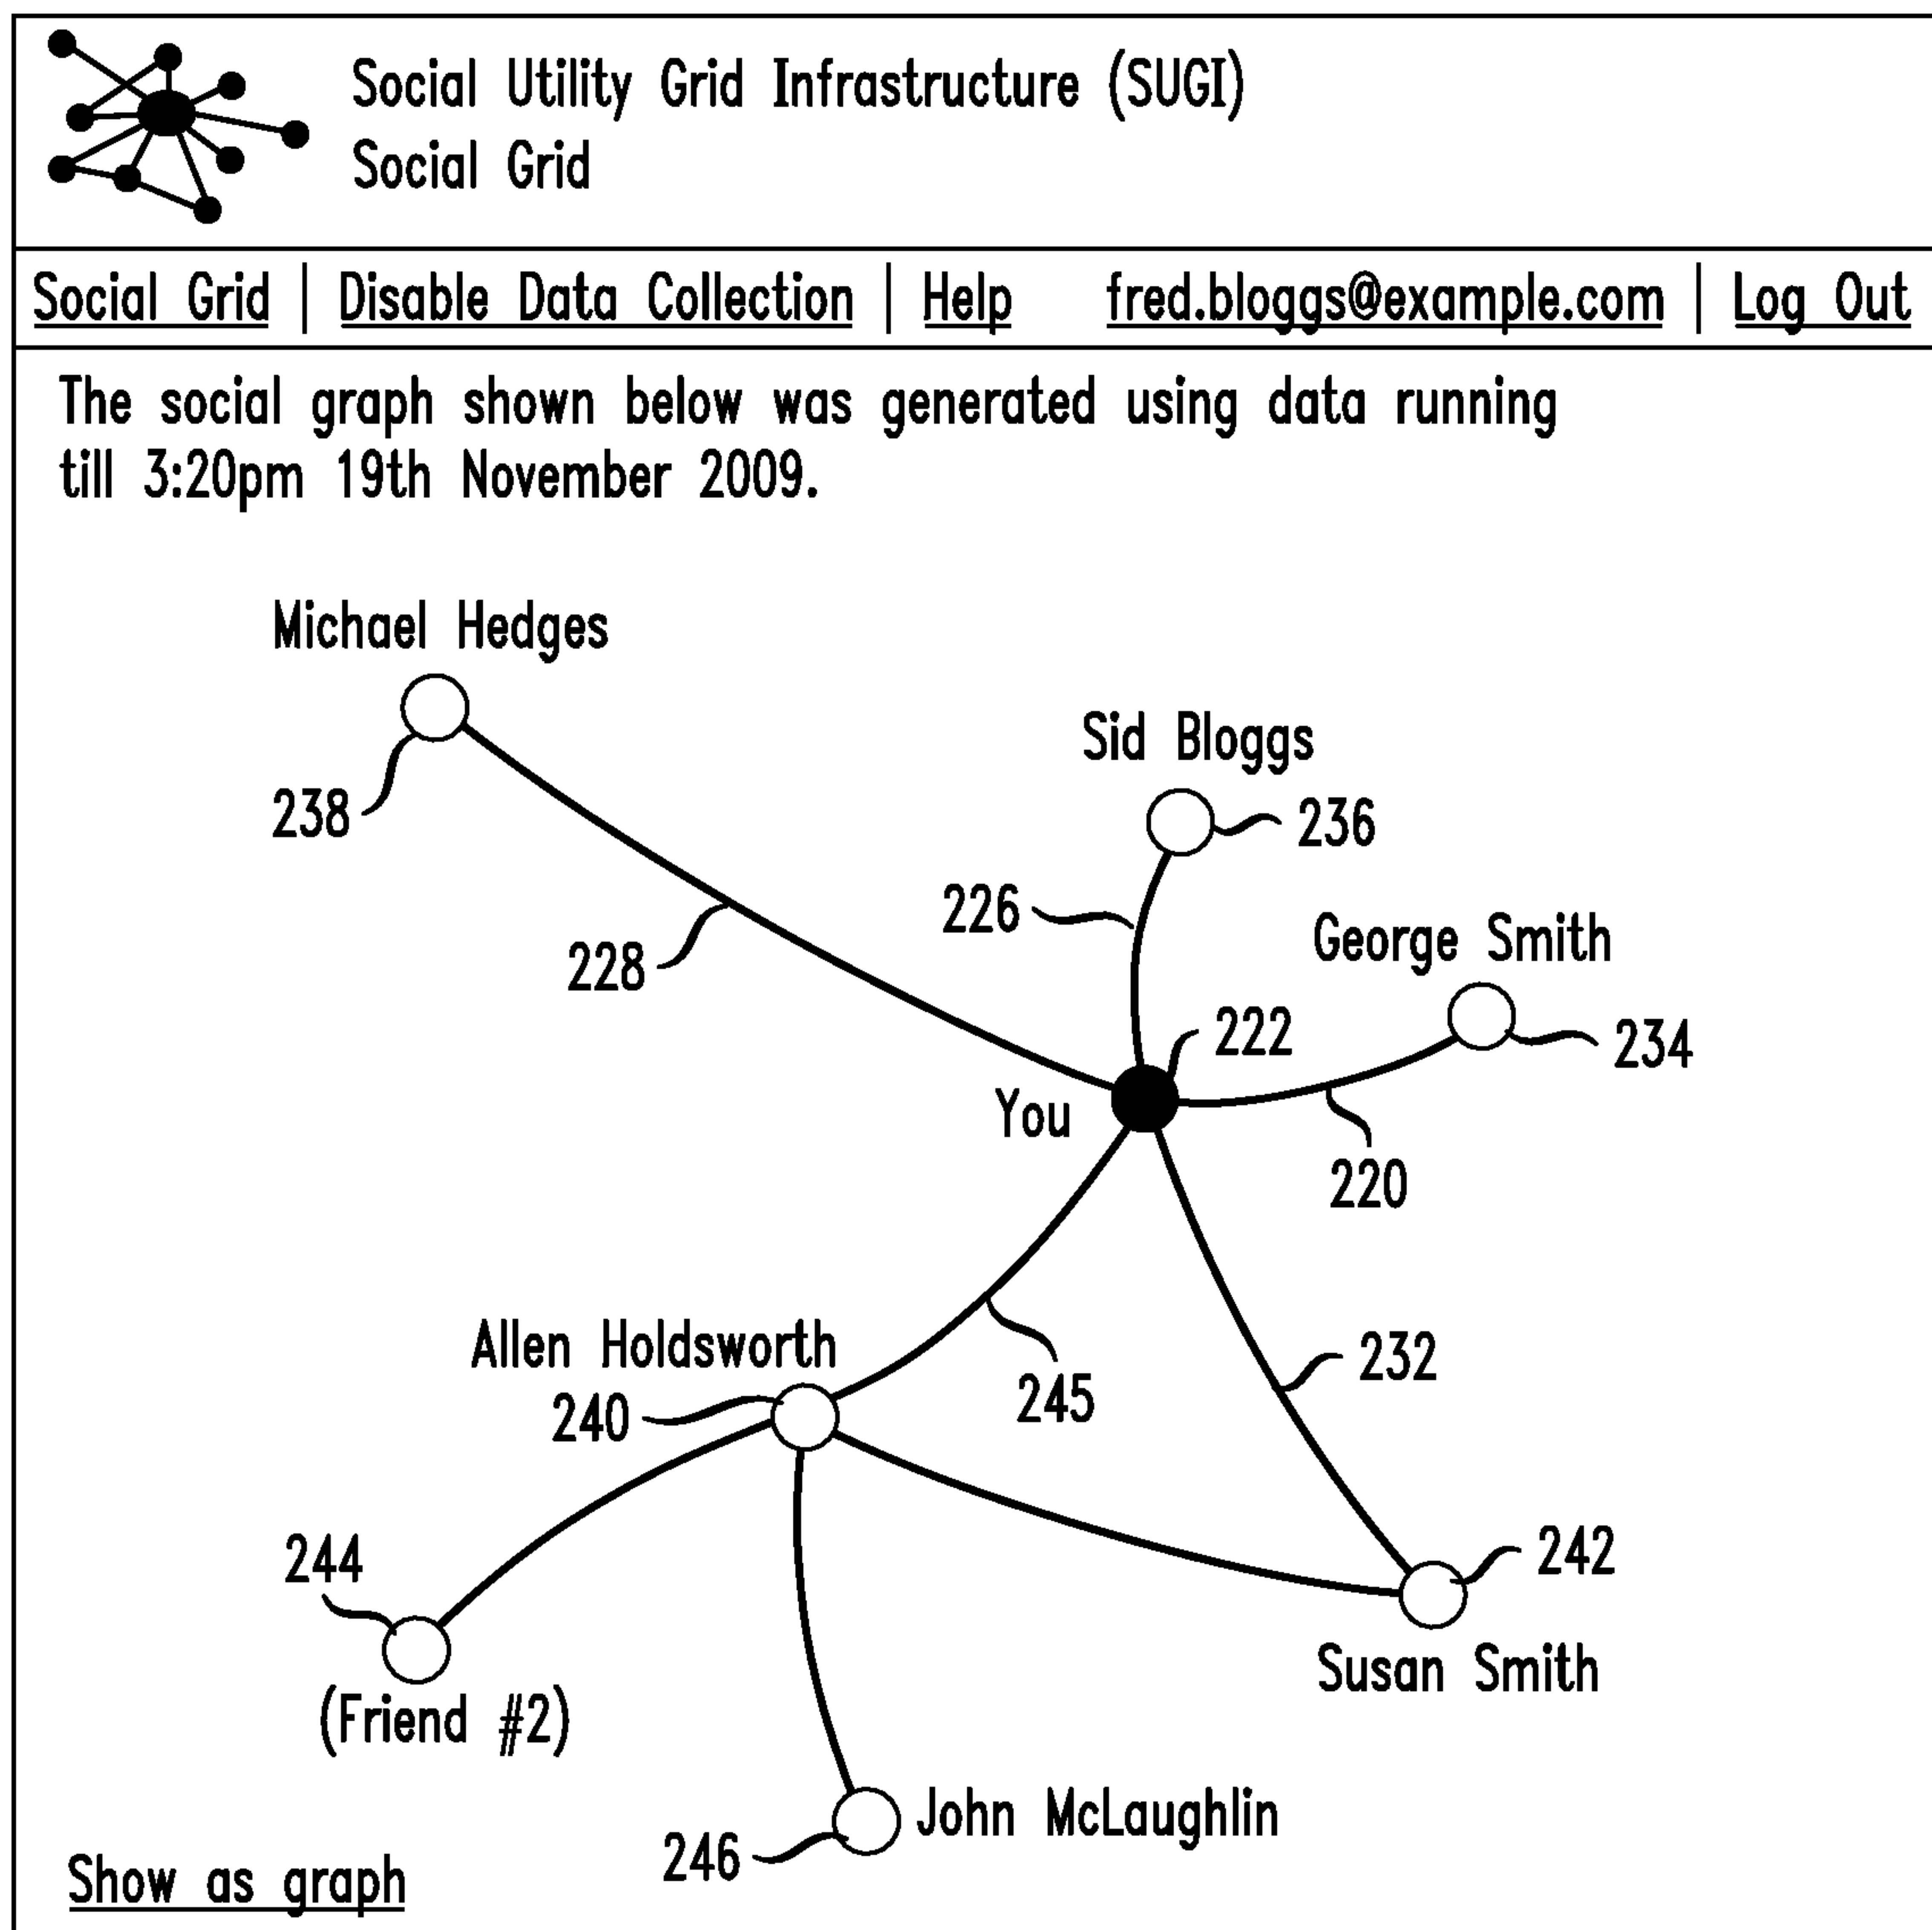 Social Utility Grid Infrastructure (SUGI)
Social Grid
Social Grid | Disable Data Collection | Help fred.bloggs@example.com | Log Out
The social graph shown below was generated using data running
till 3:20pm 19th November 2009.
Michael Hedges
238
Sid Bloggs
236
226
George Smith
228
222
234
You
220
Allen Holdsworth
240
245
232
244
242
(Friend #2)
Susan Smith
John McLaughlin
246
Show as graph